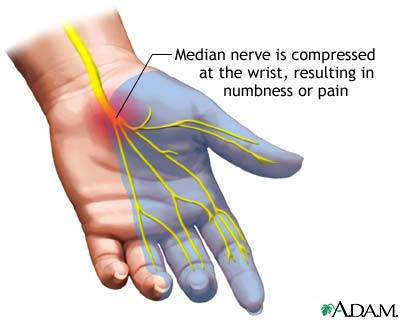 Median nerve is compressed
at the wrist, resulting in
numbness or pain
A.D.A.M.